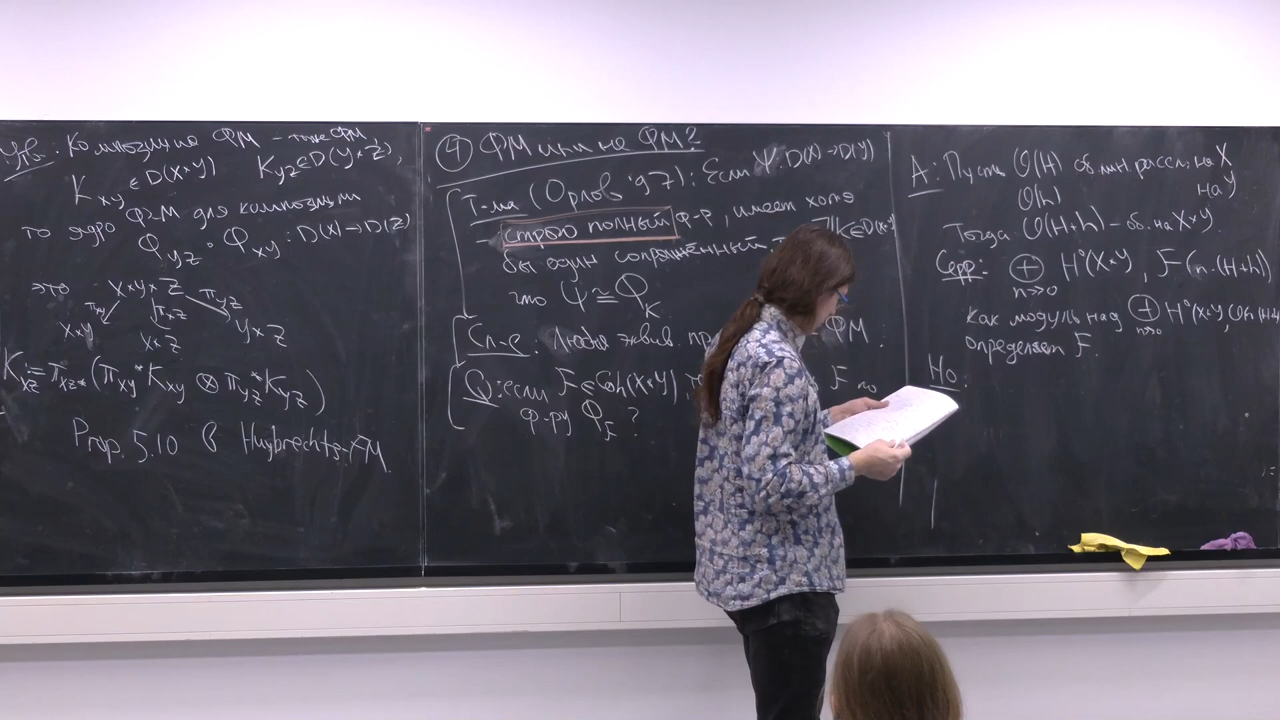 Утв: Композиция ФМ – тоже ФМ
K_{XY} ∈ D(X×Y) K_{YZ} ∈ D(Y×Z),
то ядро Ф-М для композиции
Φ_{YZ} ∘ Φ_{XY} : D(X) → D(Z)
это X×Y×Z
π_{XY} π_{XZ} π_{YZ}
X×Y X×Z Y×Z
K_{XZ} := π_{XZ*}(π_{XY}^* K_{XY} ⊗ π_{YZ}^* K_{YZ})
Prop. 5.10 в Huybrechts-ФМ
④ ФМ или не ФМ?
Т-ма (Орлов '97): Если Ψ: D(X) → D(Y)
строго полный ф-р, имеет хотя
бы один сопряжённый ∃K∈D(X×Y)
что Ψ ≅ Φ_K
Сл-е. Любая эквив. ФМ.
Q: если F ∈ Coh(X×Y), F по
ф-ру Φ_F ?
A: Пусть O(H) об. лин. рассл. на X
O(h) на Y
Тогда O(H+h) – об. на X×Y.
Серр: ⊕_{n>>0} H⁰(X×Y, F(n·(H+h))
как модуль над ⊕_{n≥0} H⁰(X×Y, O(n(H+h
определяет F.
Но: